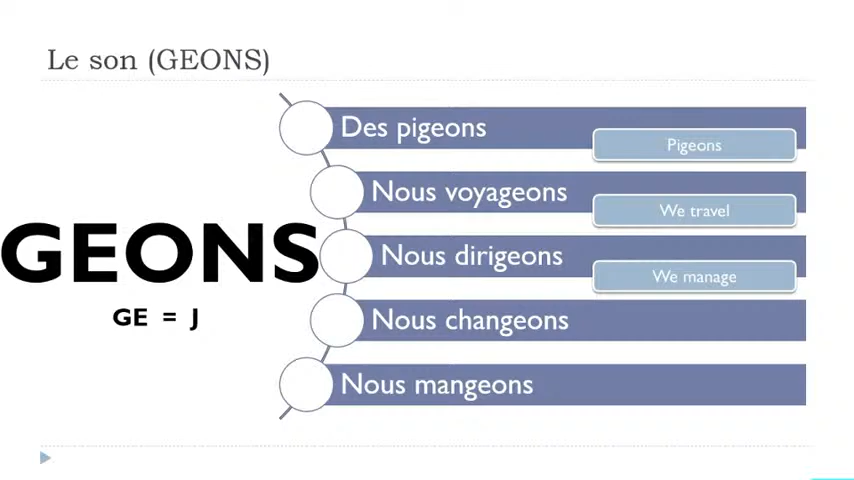 Le son (GEONS)
Des pigeons
Pigeons
Nous voyageons
We travel
GEONS
Nous dirigeons
We manage
GE = J
Nous changeons
Nous mangeons